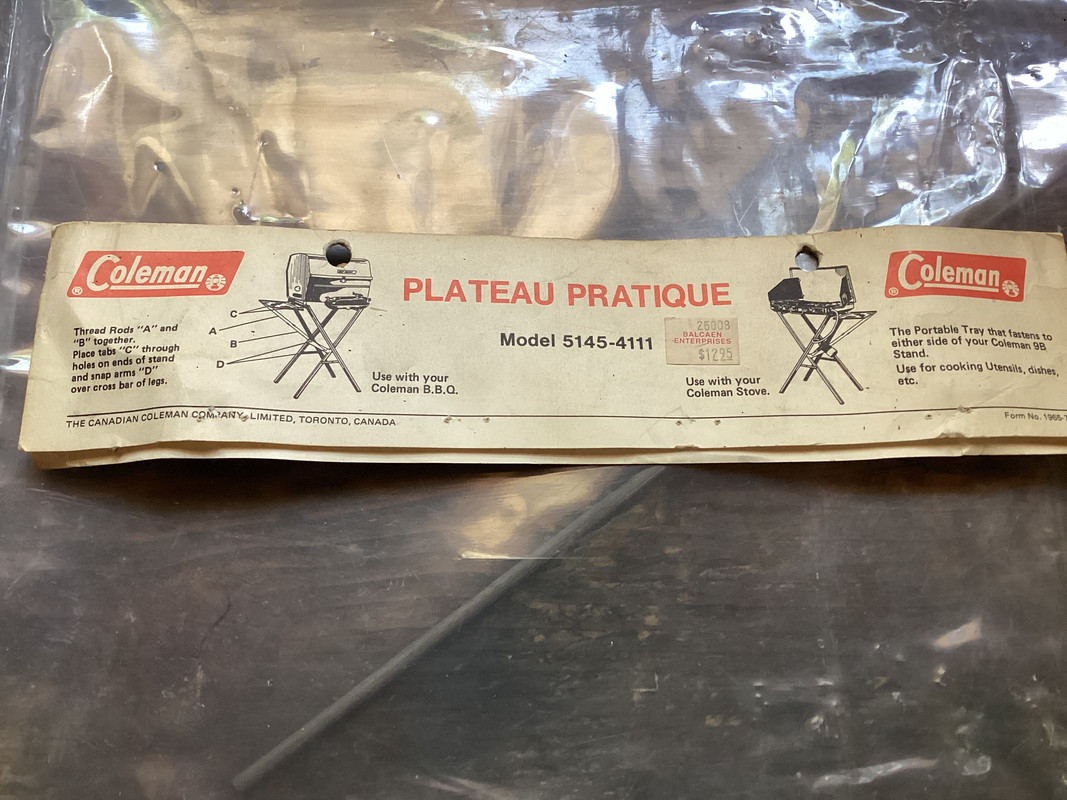 Coleman
®
Thread Rods "A" and
"B" together.
Place tabs "C" through
holes on ends of stand
and snap arms "D"
over cross bar of legs.
C
A
B
D
Use with your
Coleman B.B.Q.
PLATEAU PRATIQUE
Model 5145-4111
BALCAEN
ENTERPRISES
$1295
Use with your
Coleman Stove.
Coleman
®
The Portable Tray that fastens to
either side of your Coleman 9B
Stand.
Use for cooking Utensils, dishes,
etc.
THE CANADIAN COLEMAN COMPANY, LIMITED, TORONTO, CANADA
Form No. 1968-7